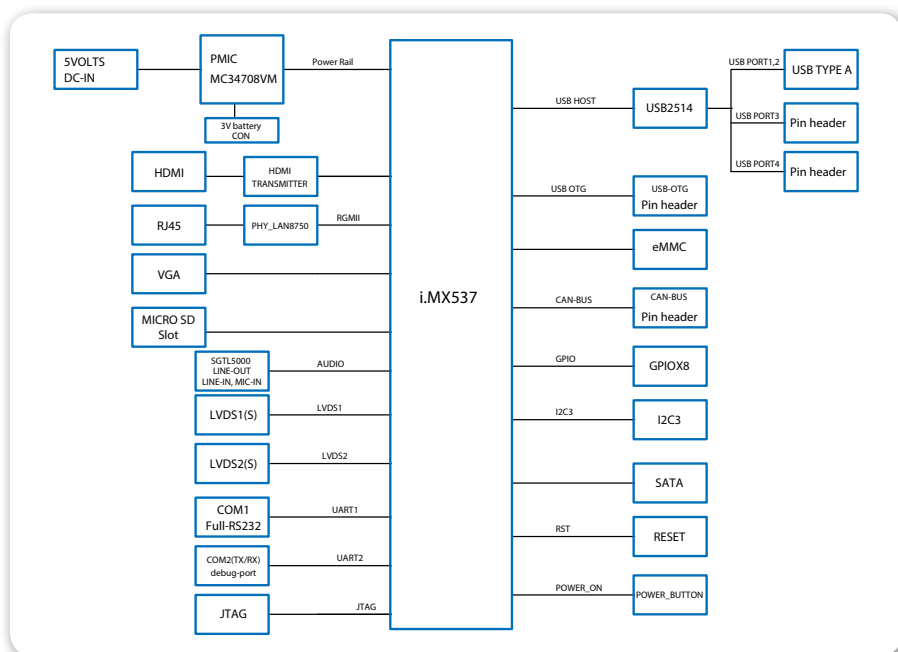 5VOLTS
DC-IN
PMIC
MC34708VM
Power Rail
3V battery
CON
HDMI
HDMI
TRANSMITTER
RJ45
PHY_LAN8750
RGMII
VGA
MICRO SD
Slot
SGTL5000
LINE-OUT
LINE-IN, MIC-IN
AUDIO
LVDS1(S)
LVDS1
LVDS2(S)
LVDS2
COM1
Full-RS232
UART1
COM2(TX/RX)
debug-port
UART2
JTAG
JTAG
i.MX537
USB HOST
USB2514
USB PORT1,2
USB TYPE A
USB PORT3
Pin header
USB PORT4
Pin header
USB OTG
USB-OTG
Pin header
eMMC
CAN-BUS
CAN-BUS
Pin header
GPIO
GPIOX8
I2C3
I2C3
SATA
RST
RESET
POWER_ON
POWER_BUTTON